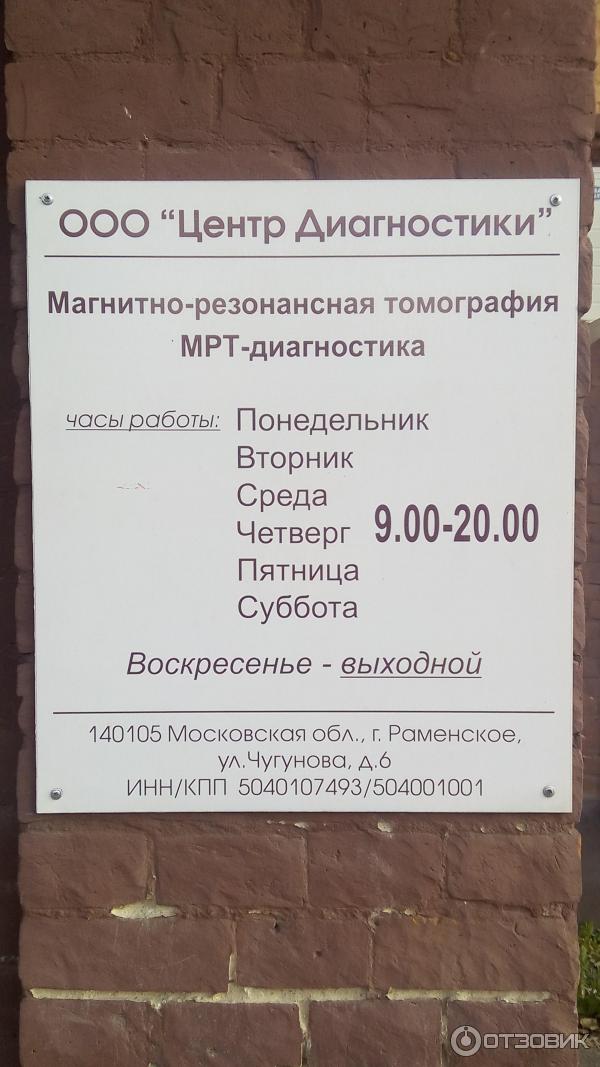 ООО "Центр Диагностики"
Магнитно-резонансная томография
МРТ-диагностика
часы работы: Понедельник
Вторник
Среда
Четверг 9.00-20.00
Пятница
Суббота
Воскресенье - выходной
140105 Московская обл., г. Раменское,
ул.Чугунова, д.6
ИНН/КПП 5040107493/504001001
ОТЗОВИК